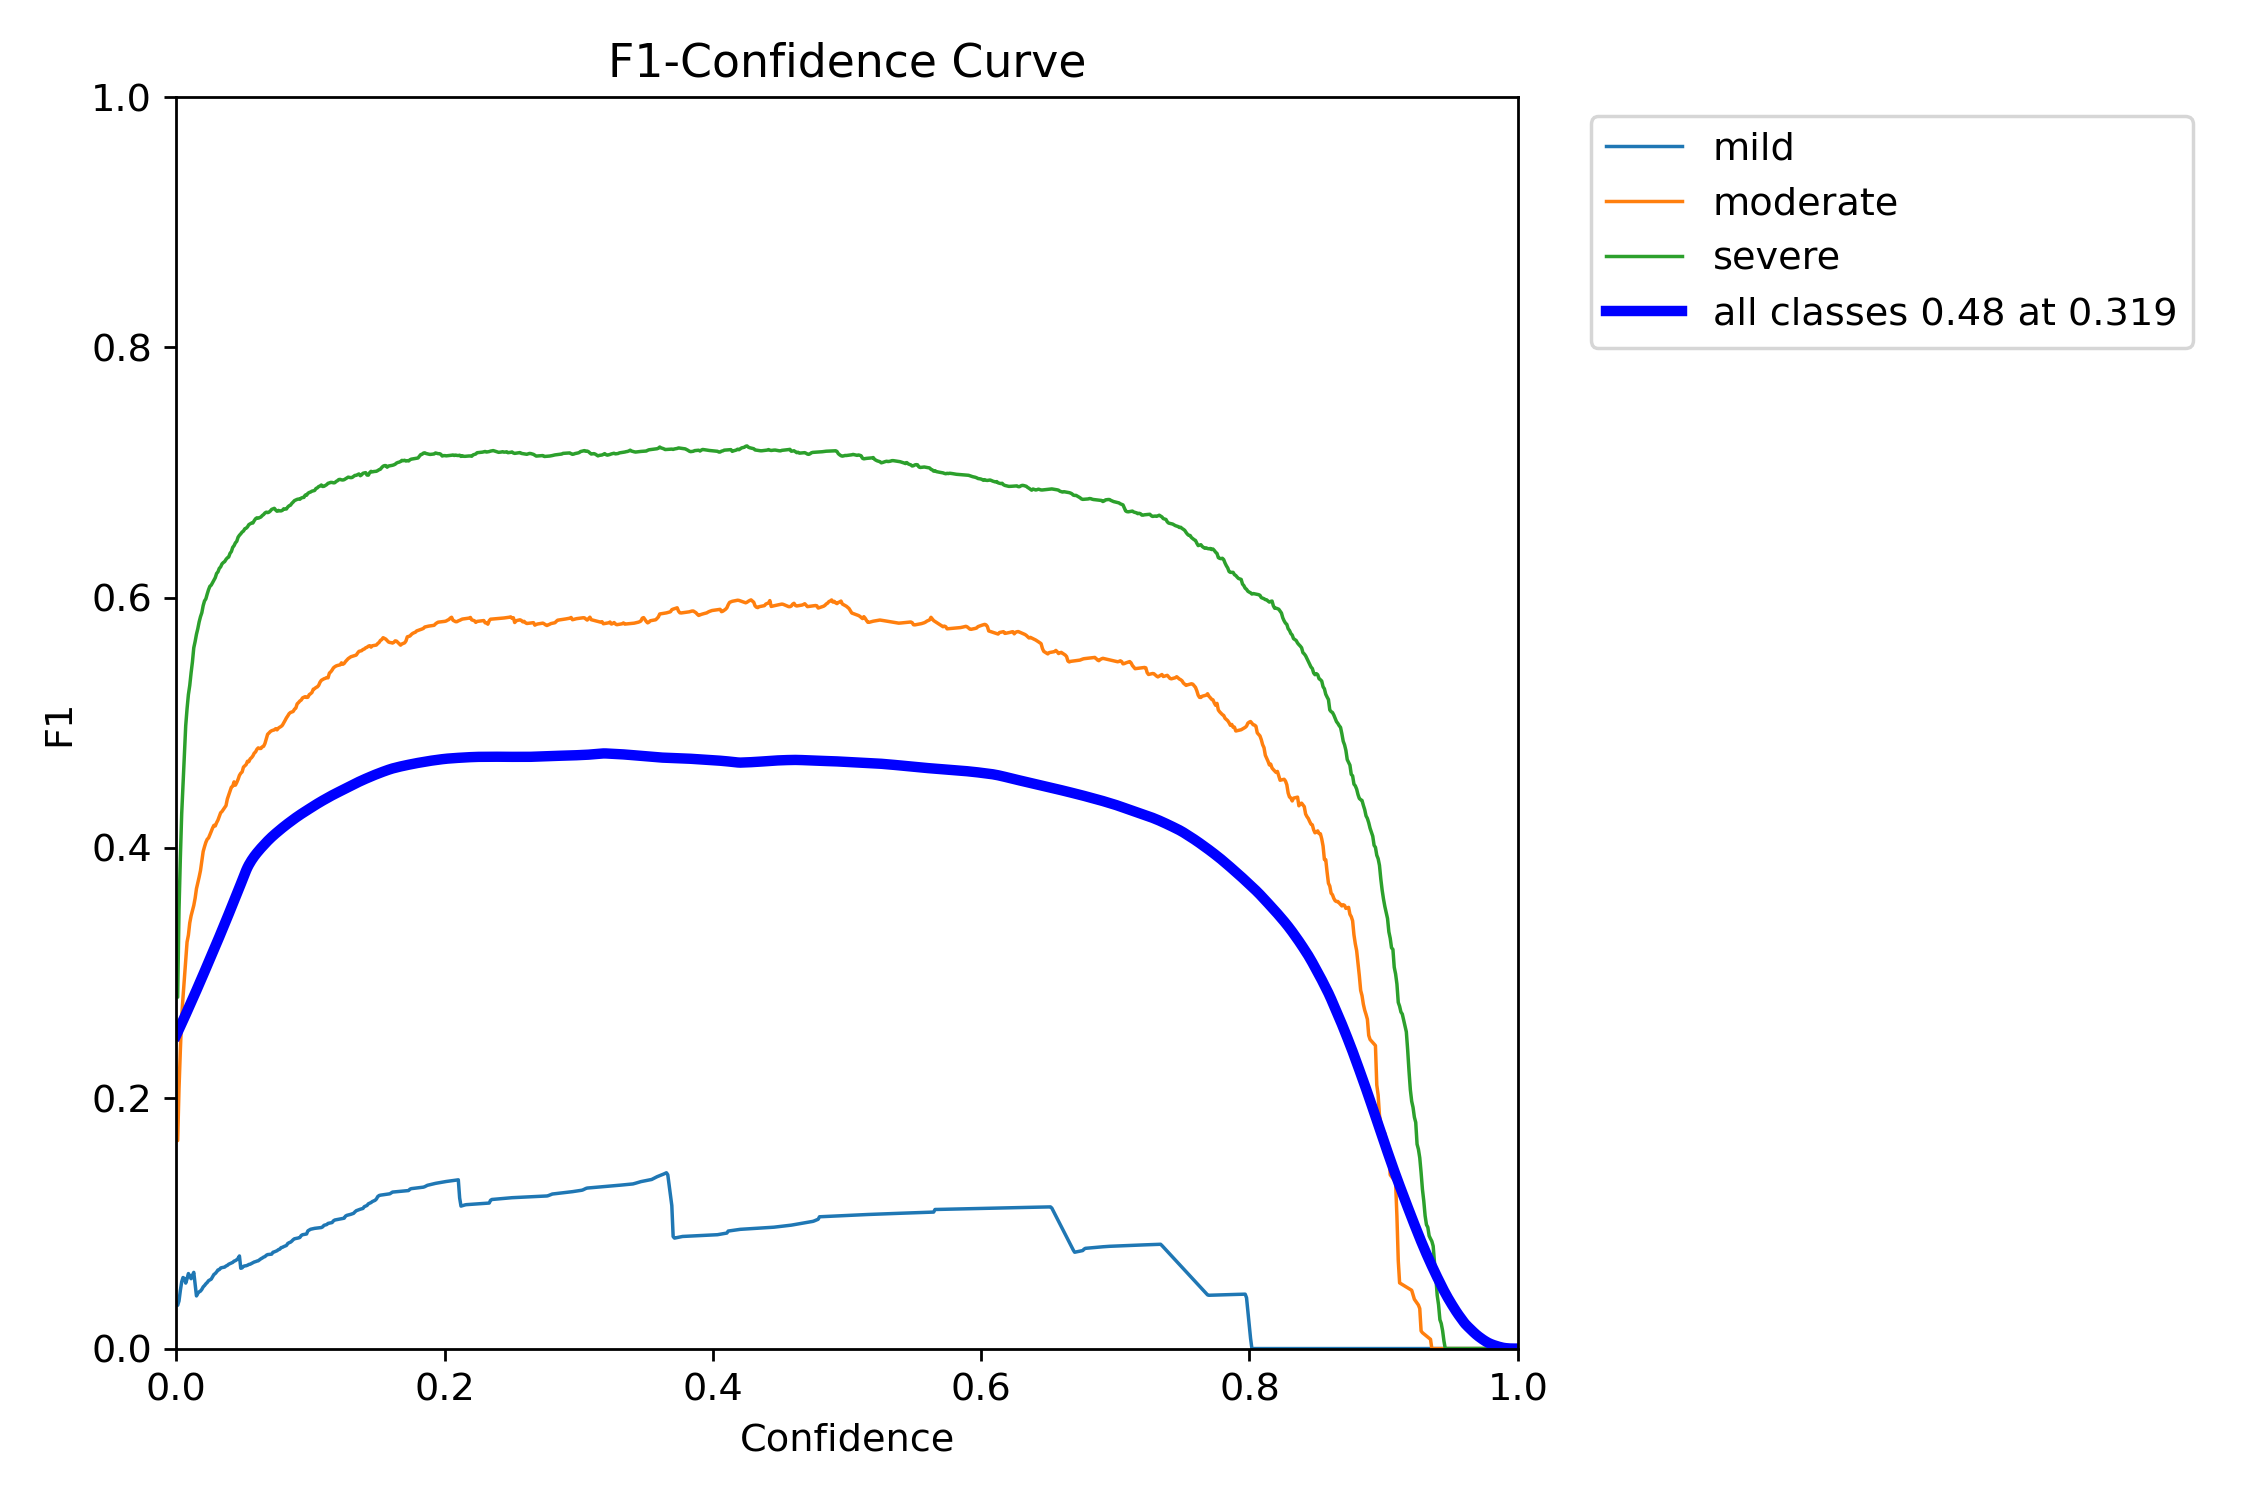 F1-Confidence Curve
1.0
0.8
0.6
0.4
0.2
0.0
F1
0.0 0.2 0.4 0.6 0.8 1.0
Confidence
mild
moderate
severe
all classes 0.48 at 0.319